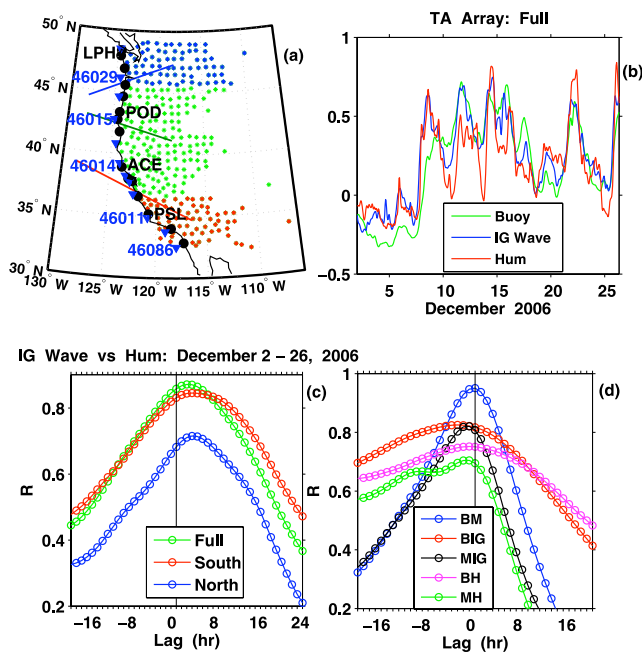 50° N
45° N
40° N
35° N
30° N
130° W
125° W
120° W
115° W
110° W
105° W
(a)
LPH
46029
46015
POD
46014
ACE
46011
PSL
46086
TA Array: Full
(b)
1
0.5
0
−0.5
5
10
15
20
25
December 2006
Buoy
IG Wave
Hum
IG Wave vs Hum: December 2 – 26, 2006
(c)
R
0.8
0.6
0.4
0.2
−16
−8
0
8
16
24
Lag (hr)
Full
South
North
(d)
R
1
0.8
0.6
0.4
0.2
−16
−8
0
8
16
Lag (hr)
BM
BIG
MIG
BH
MH